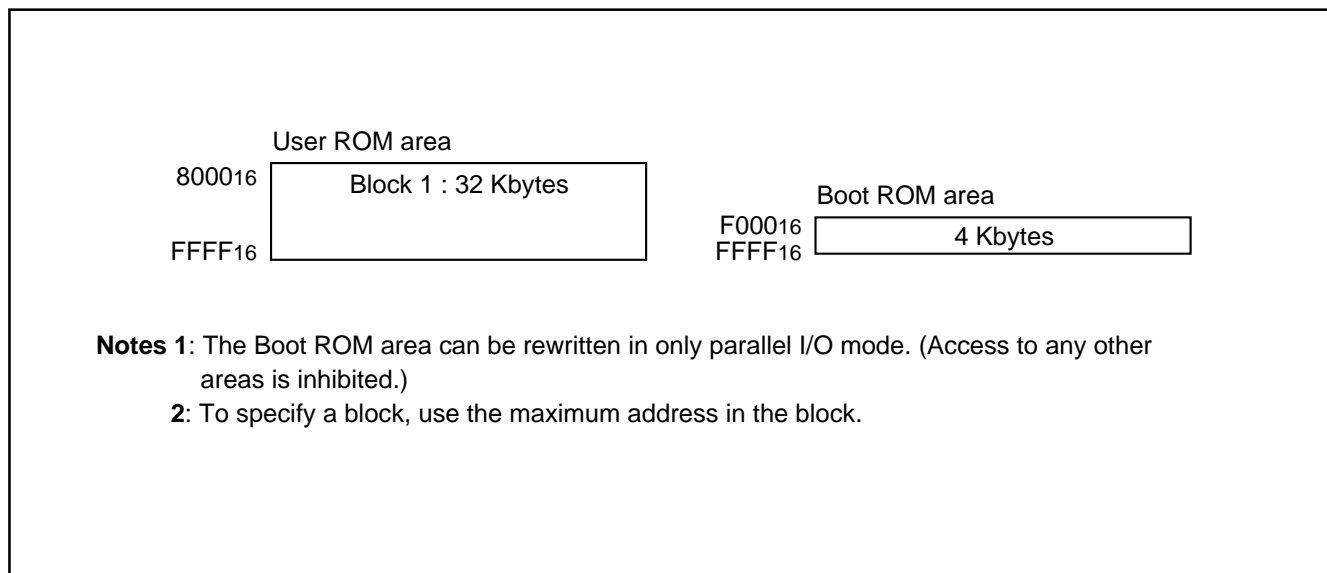 User ROM area
800016
Block 1 : 32 Kbytes
FFFF16
Boot ROM area
F00016
4 Kbytes
FFFF16
Notes 1: The Boot ROM area can be rewritten in only parallel I/O mode. (Access to any other
areas is inhibited.)
2: To specify a block, use the maximum address in the block.